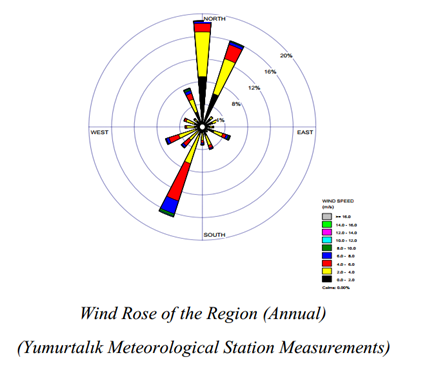 NORTH
20%
16%
12%
8%
4%
WEST
EAST
SOUTH
WIND SPEED
(m/s)
>= 16.0
14.0 - 16.0
12.0 - 14.0
10.0 - 12.0
8.0 - 10.0
6.0 - 8.0
4.0 - 6.0
2.0 - 4.0
0.0 - 2.0
Calms: 0.00%
Wind Rose of the Region (Annual)
(Yumurtalık Meteorological Station Measurements)